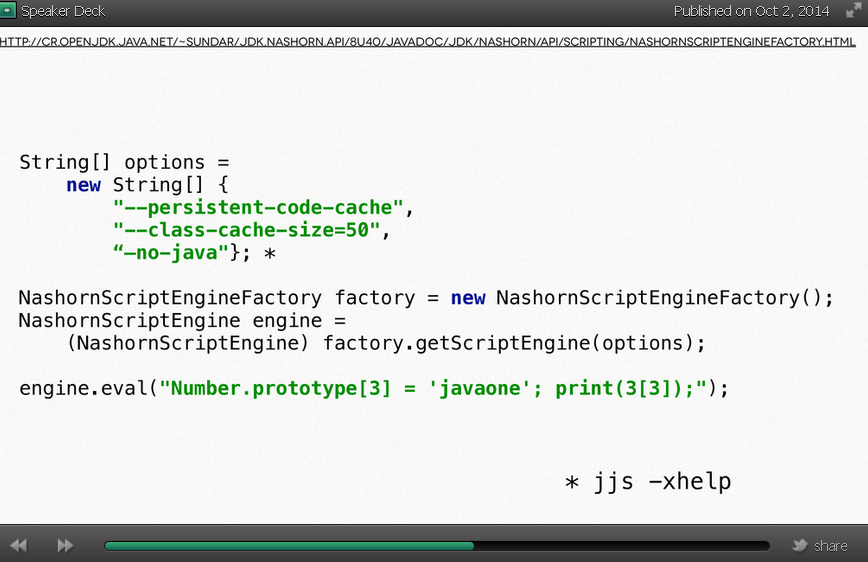 Speaker Deck
Published on Oct 2, 2014
HTTP://CR.OPENJDK.JAVA.NET/~SUNDAR/JDK.NASHORN.API/8U40/JAVADOC/JDK/NASHORN/API/SCRIPTING/NASHORNSCRIPTENGINEFACTORY.HTML
String[] options =
    new String[] {
        "--persistent-code-cache",
        "--class-cache-size=50",
        “—no-java"}; *
NashornScriptEngineFactory factory = new NashornScriptEngineFactory();
NashornScriptEngine engine =
    (NashornScriptEngine) factory.getScriptEngine(options);
engine.eval("Number.prototype[3] = 'javaone'; print(3[3]);");
* jjs -xhelp
share